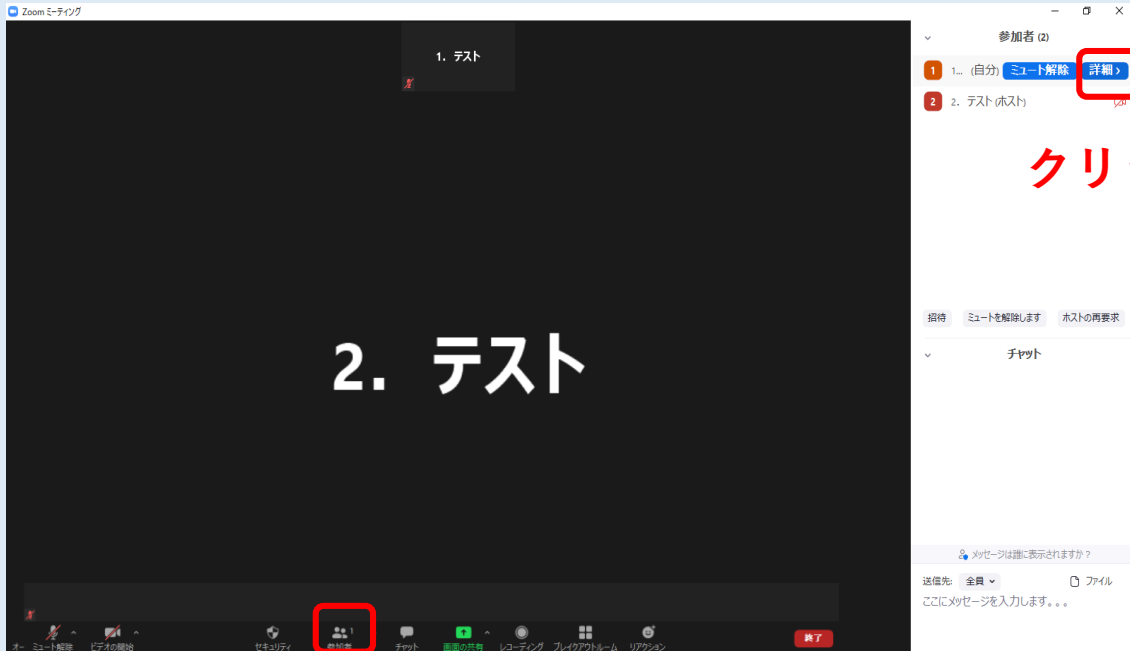 Zoom ミーティング
1. テスト
参加者 (2)
1 1... (自分) ミュート解除 詳細 >
2 2. テスト (ホスト)
クリ
2. テスト
招待 ミュートを解除します ホストの再要求
チャット
メッセージは誰に表示されますか？
送信先: 全員 ファイル
ここにメッセージを入力します。。。
オー ミュート解除 ビデオの開始 セキュリティ 参加者 1 チャット 画面の共有 レコーディング ブレイクアウトルーム リアクション 終了